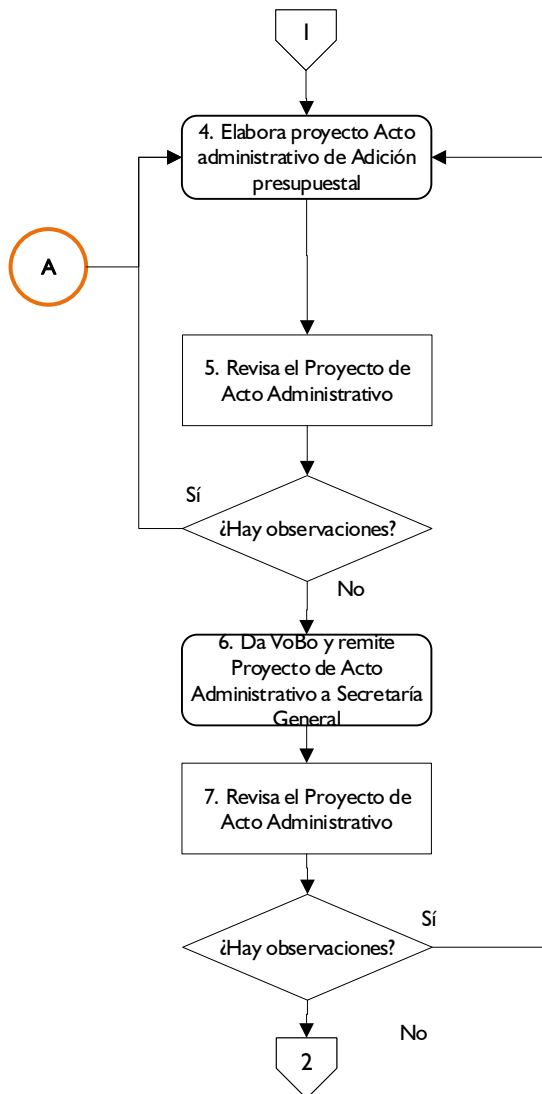 1
4. Elabora proyecto Acto
administrativo de Adición
presupuestal
A
5. Revisa el Proyecto de
Acto Administrativo
Sí
¿Hay observaciones?
No
6. Da VoBo y remite
Proyecto de Acto
Administrativo a Secretaría
General
7. Revisa el Proyecto de
Acto Administrativo
Sí
¿Hay observaciones?
No
2